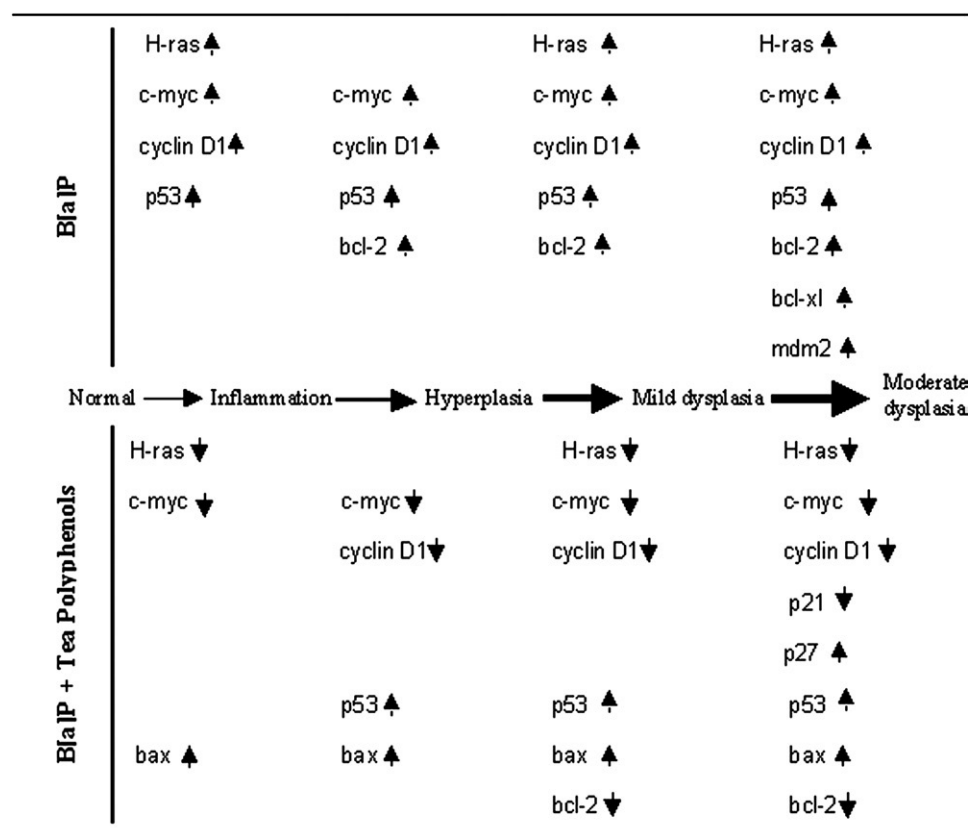 H-ras H-ras H-ras
c-myc c-myc c-myc c-myc
cyclin D1 cyclin D1 cyclin D1 cyclin D1
p53 p53 p53 p53
bcl-2 bcl-2 bcl-2
bcl-xl
mdm2
B[a]P
Normal Inflammation Hyperplasia Mild dysplasia Moderate
dysplasia
H-ras H-ras H-ras
c-myc c-myc c-myc c-myc
cyclin D1 cyclin D1 cyclin D1
p21
p27
p53 p53 p53
bax bax bax bax
bcl-2 bcl-2
B[a]P + Tea Polyphenols